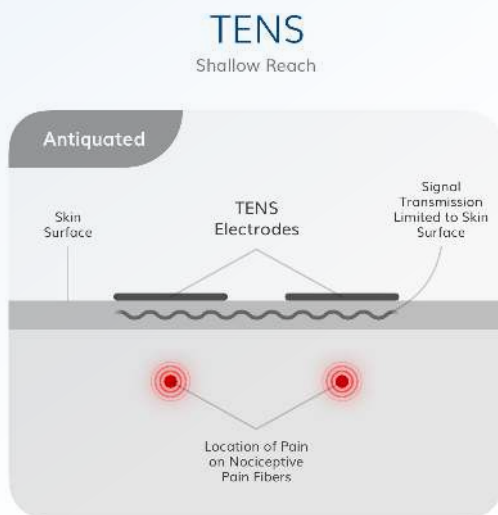 TENS
Shallow Reach
Antiquated
Skin
Surface
TENS
Electrodes
Signal
Transmission
Limited to Skin
Surface
Location of Pain
on Nociceptive
Pain Fibers